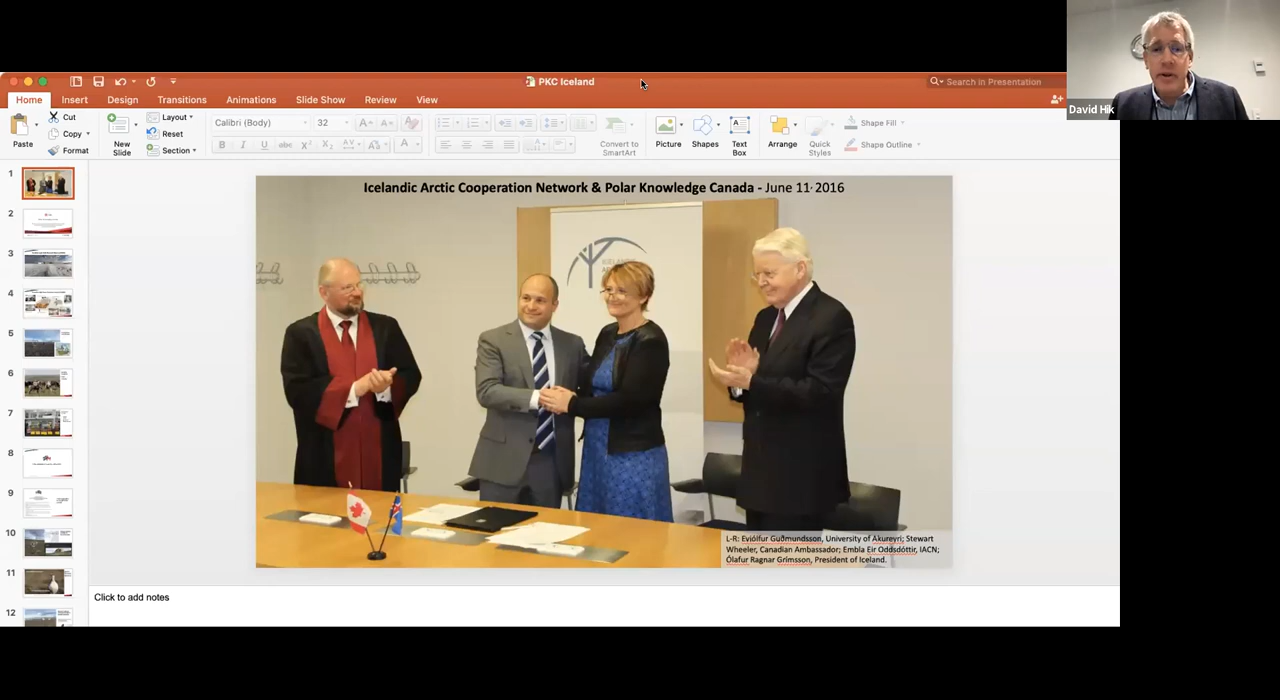 PKC Iceland
Search in Presentation
Home Insert Design Transitions Animations Slide Show Review View
Paste
Cut
Copy
Format
New
Slide
Layout
Reset
Section
Calibri (Body) 32
Convert to
SmartArt
Picture
Shapes
Text
Box
Arrange
Quick
Styles
Shape Fill
Shape Outline
David Hik
1
2
3
4
5
6
7
8
9
10
11
12
Icelandic Arctic Cooperation Network & Polar Knowledge Canada - June 11, 2016
L-R: Eyjólfur Guðmundsson, University of Akureyri; Stewart
Wheeler, Canadian Ambassador; Embla Eir Oddsdóttir, IACN;
Ólafur Ragnar Grímsson, President of Iceland.
Click to add notes